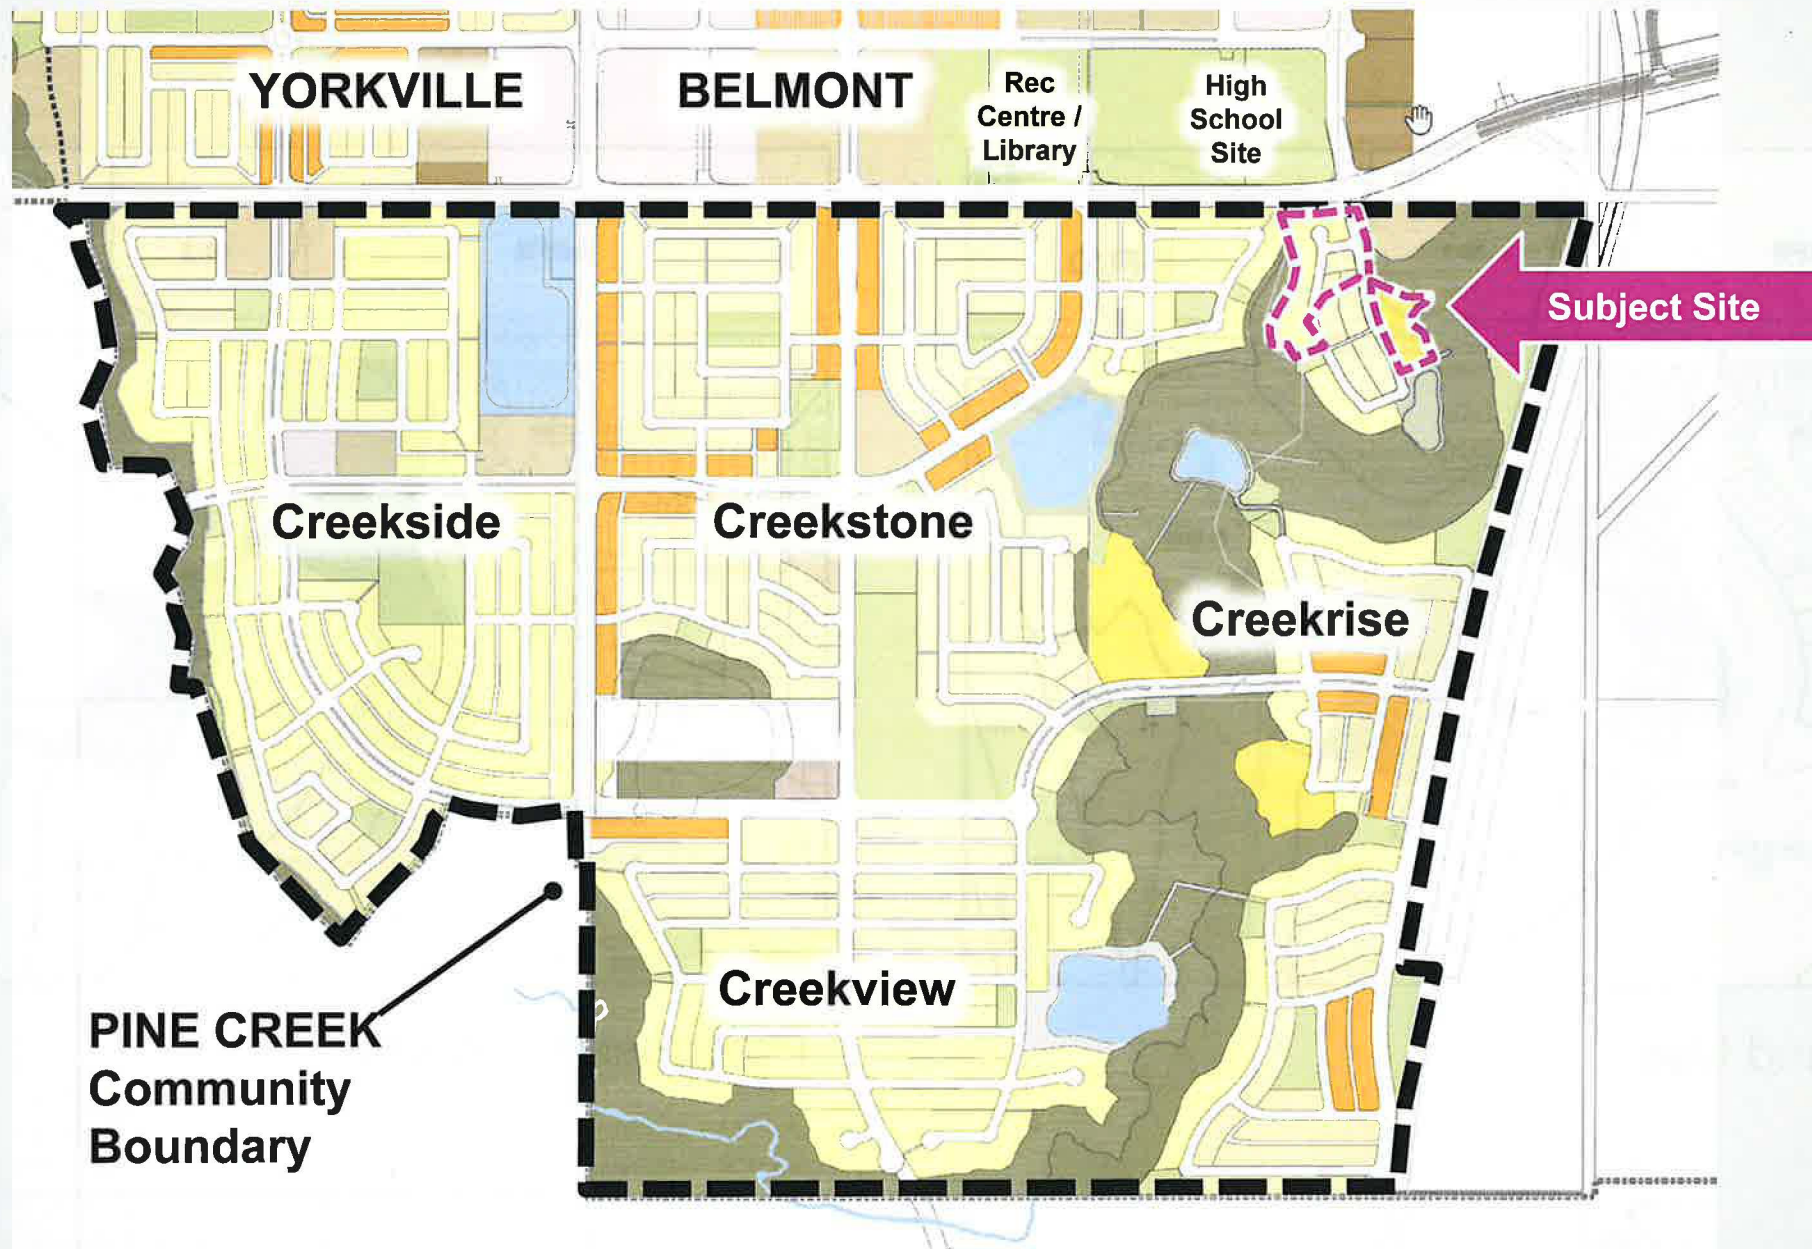 YORKVILLE
BELMONT
Rec
Centre /
Library
High
School
Site
Subject Site
Creekside
Creekstone
Creekrise
Creekview
PINE CREEK
Community
Boundary